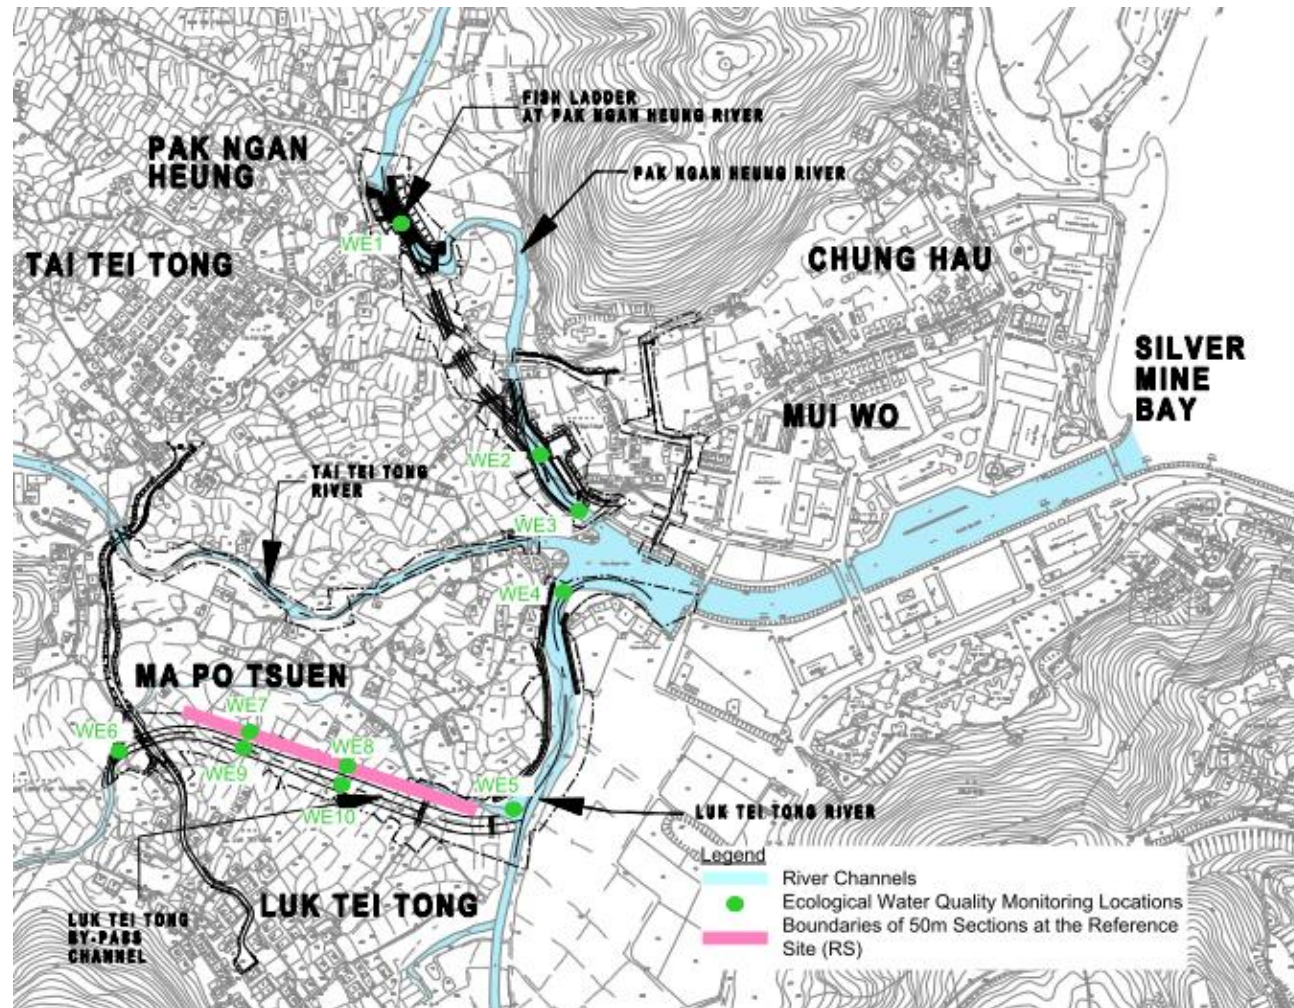 FISH LADDER
AT PAK NGAN HEUNG RIVER
PAK NGAN
HEUNG
PAK NGAN HEUNG RIVER
WE1
TAI TEI TONG
CHUNG HAU
SILVER
MINE
BAY
MUI WO
WE2
TAI TEI TONG
RIVER
WE3
WE4
MA PO TSUEN
WE7
WE6
WE8
WE9
WE5
WE10
LUK TEI TONG RIVER
Legend
River Channels
Ecological Water Quality Monitoring Locations
Boundaries of 50m Sections at the Reference
Site (RS)
LUK TEI TONG
LUK TEI TONG
BY-PASS
CHANNEL